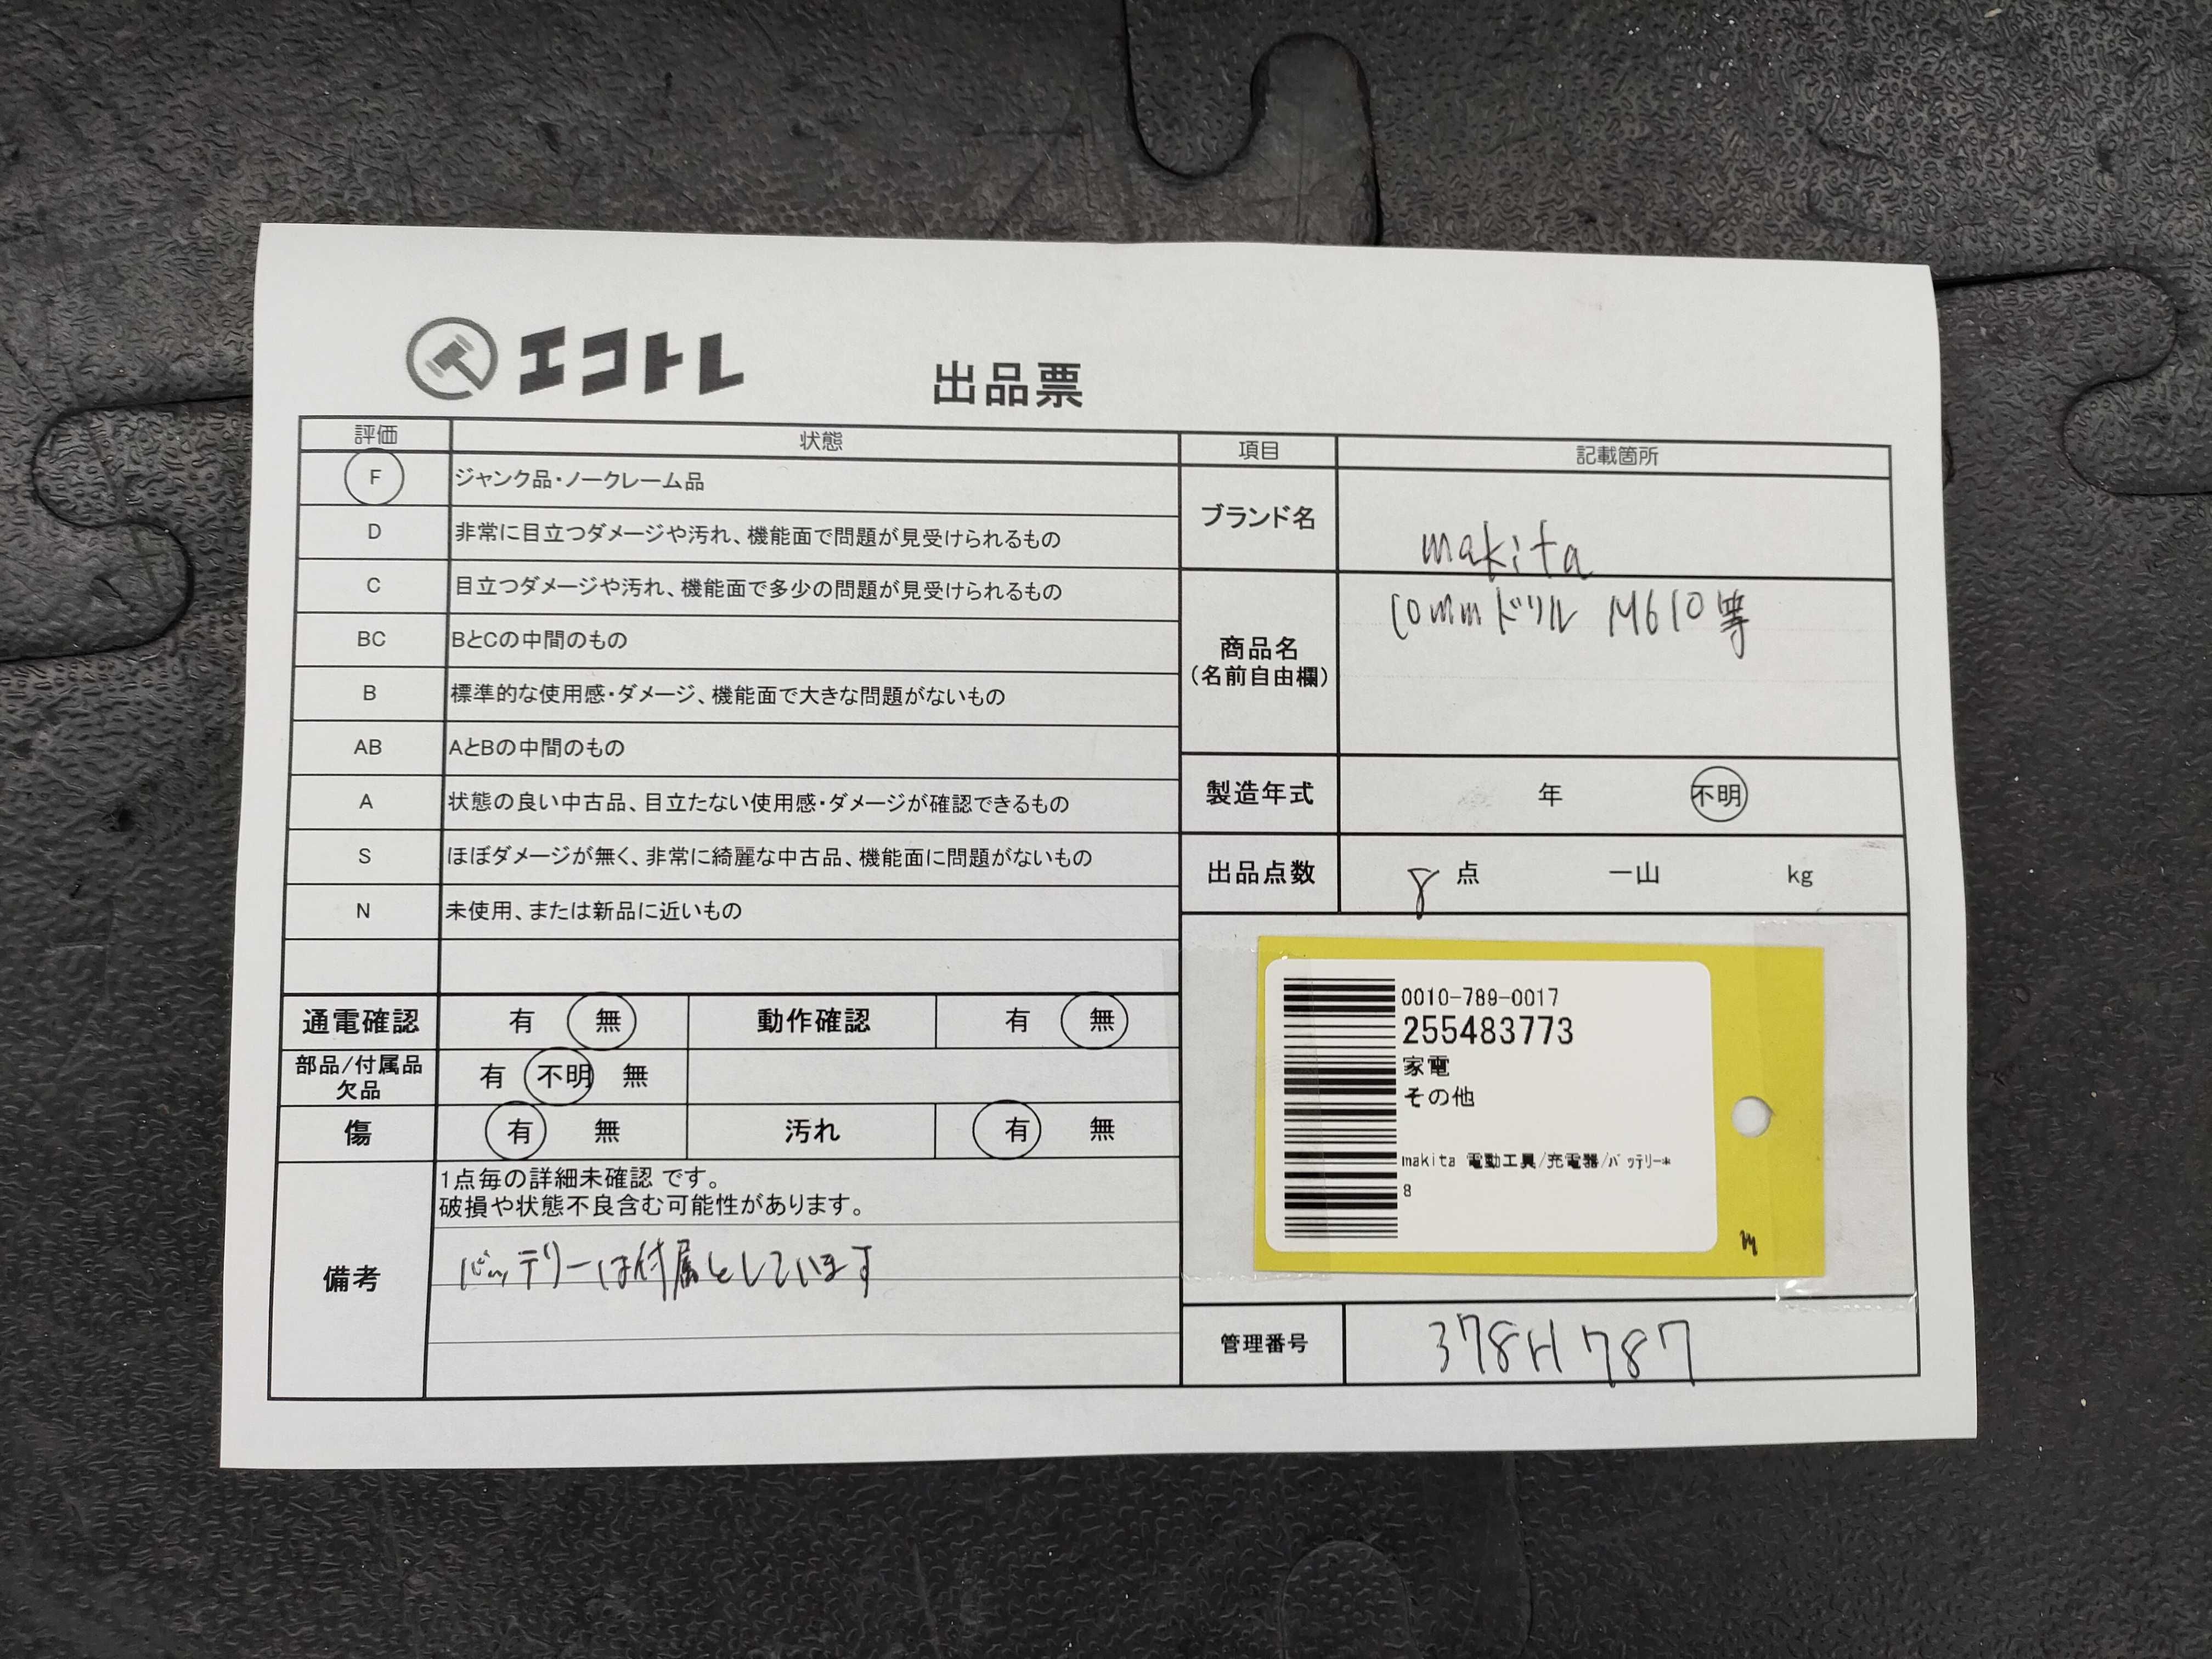 エコトレ
出品票
評価 状態
F ジャンク品・ノークレーム品
D 非常に目立つダメージや汚れ、機能面で問題が見受けられるもの
C 目立つダメージや汚れ、機能面で多少の問題が見受けられるもの
BC BとCの中間のもの
B 標準的な使用感・ダメージ、機能面で大きな問題がないもの
AB AとBの中間のもの
A 状態の良い中古品、目立たない使用感・ダメージが確認できるもの
S ほぼダメージが無く、非常に綺麗な中古品、機能面に問題がないもの
N 未使用、または新品に近いもの
通電確認 有 無 動作確認 有 無
部品/付属品
欠品 有 不明 無
傷 有 無 汚れ 有 無
備考
1点毎の詳細未確認 です。
破損や状態不良含む可能性があります。
バッテリーは付属としています
項目 記載箇所
ブランド名 makita
商品名
(名前自由欄)
10mmドリル M610等
製造年式 年 不明
出品点数 8 点 一山 kg
0010-789-0017
255483773
家電
その他
makita 電動工具/充電器/バッテリー*
8
管理番号 378H787